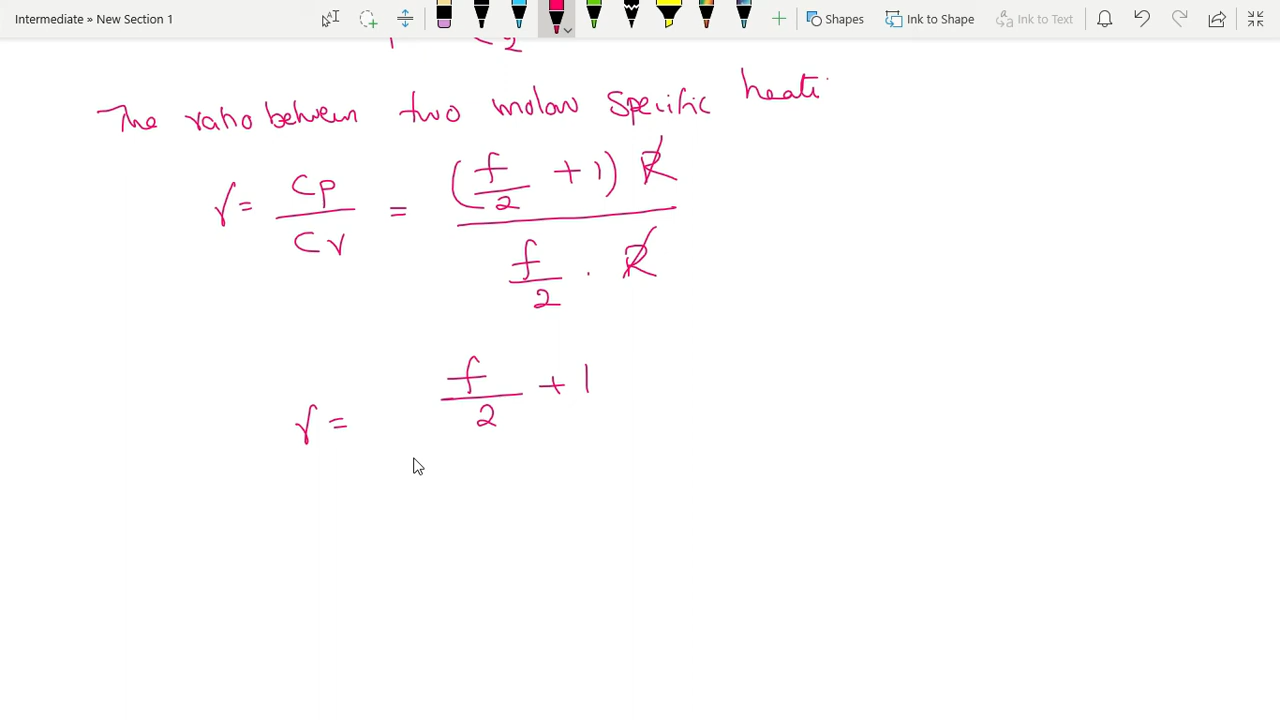 Intermediate » New Section 1
Shapes
Ink to Shape
Ink to Text
The ratio between two molar specific heats
γ = Cp / Cv = (f/2 + 1) R / f/2 . R
γ = f/2 + 1